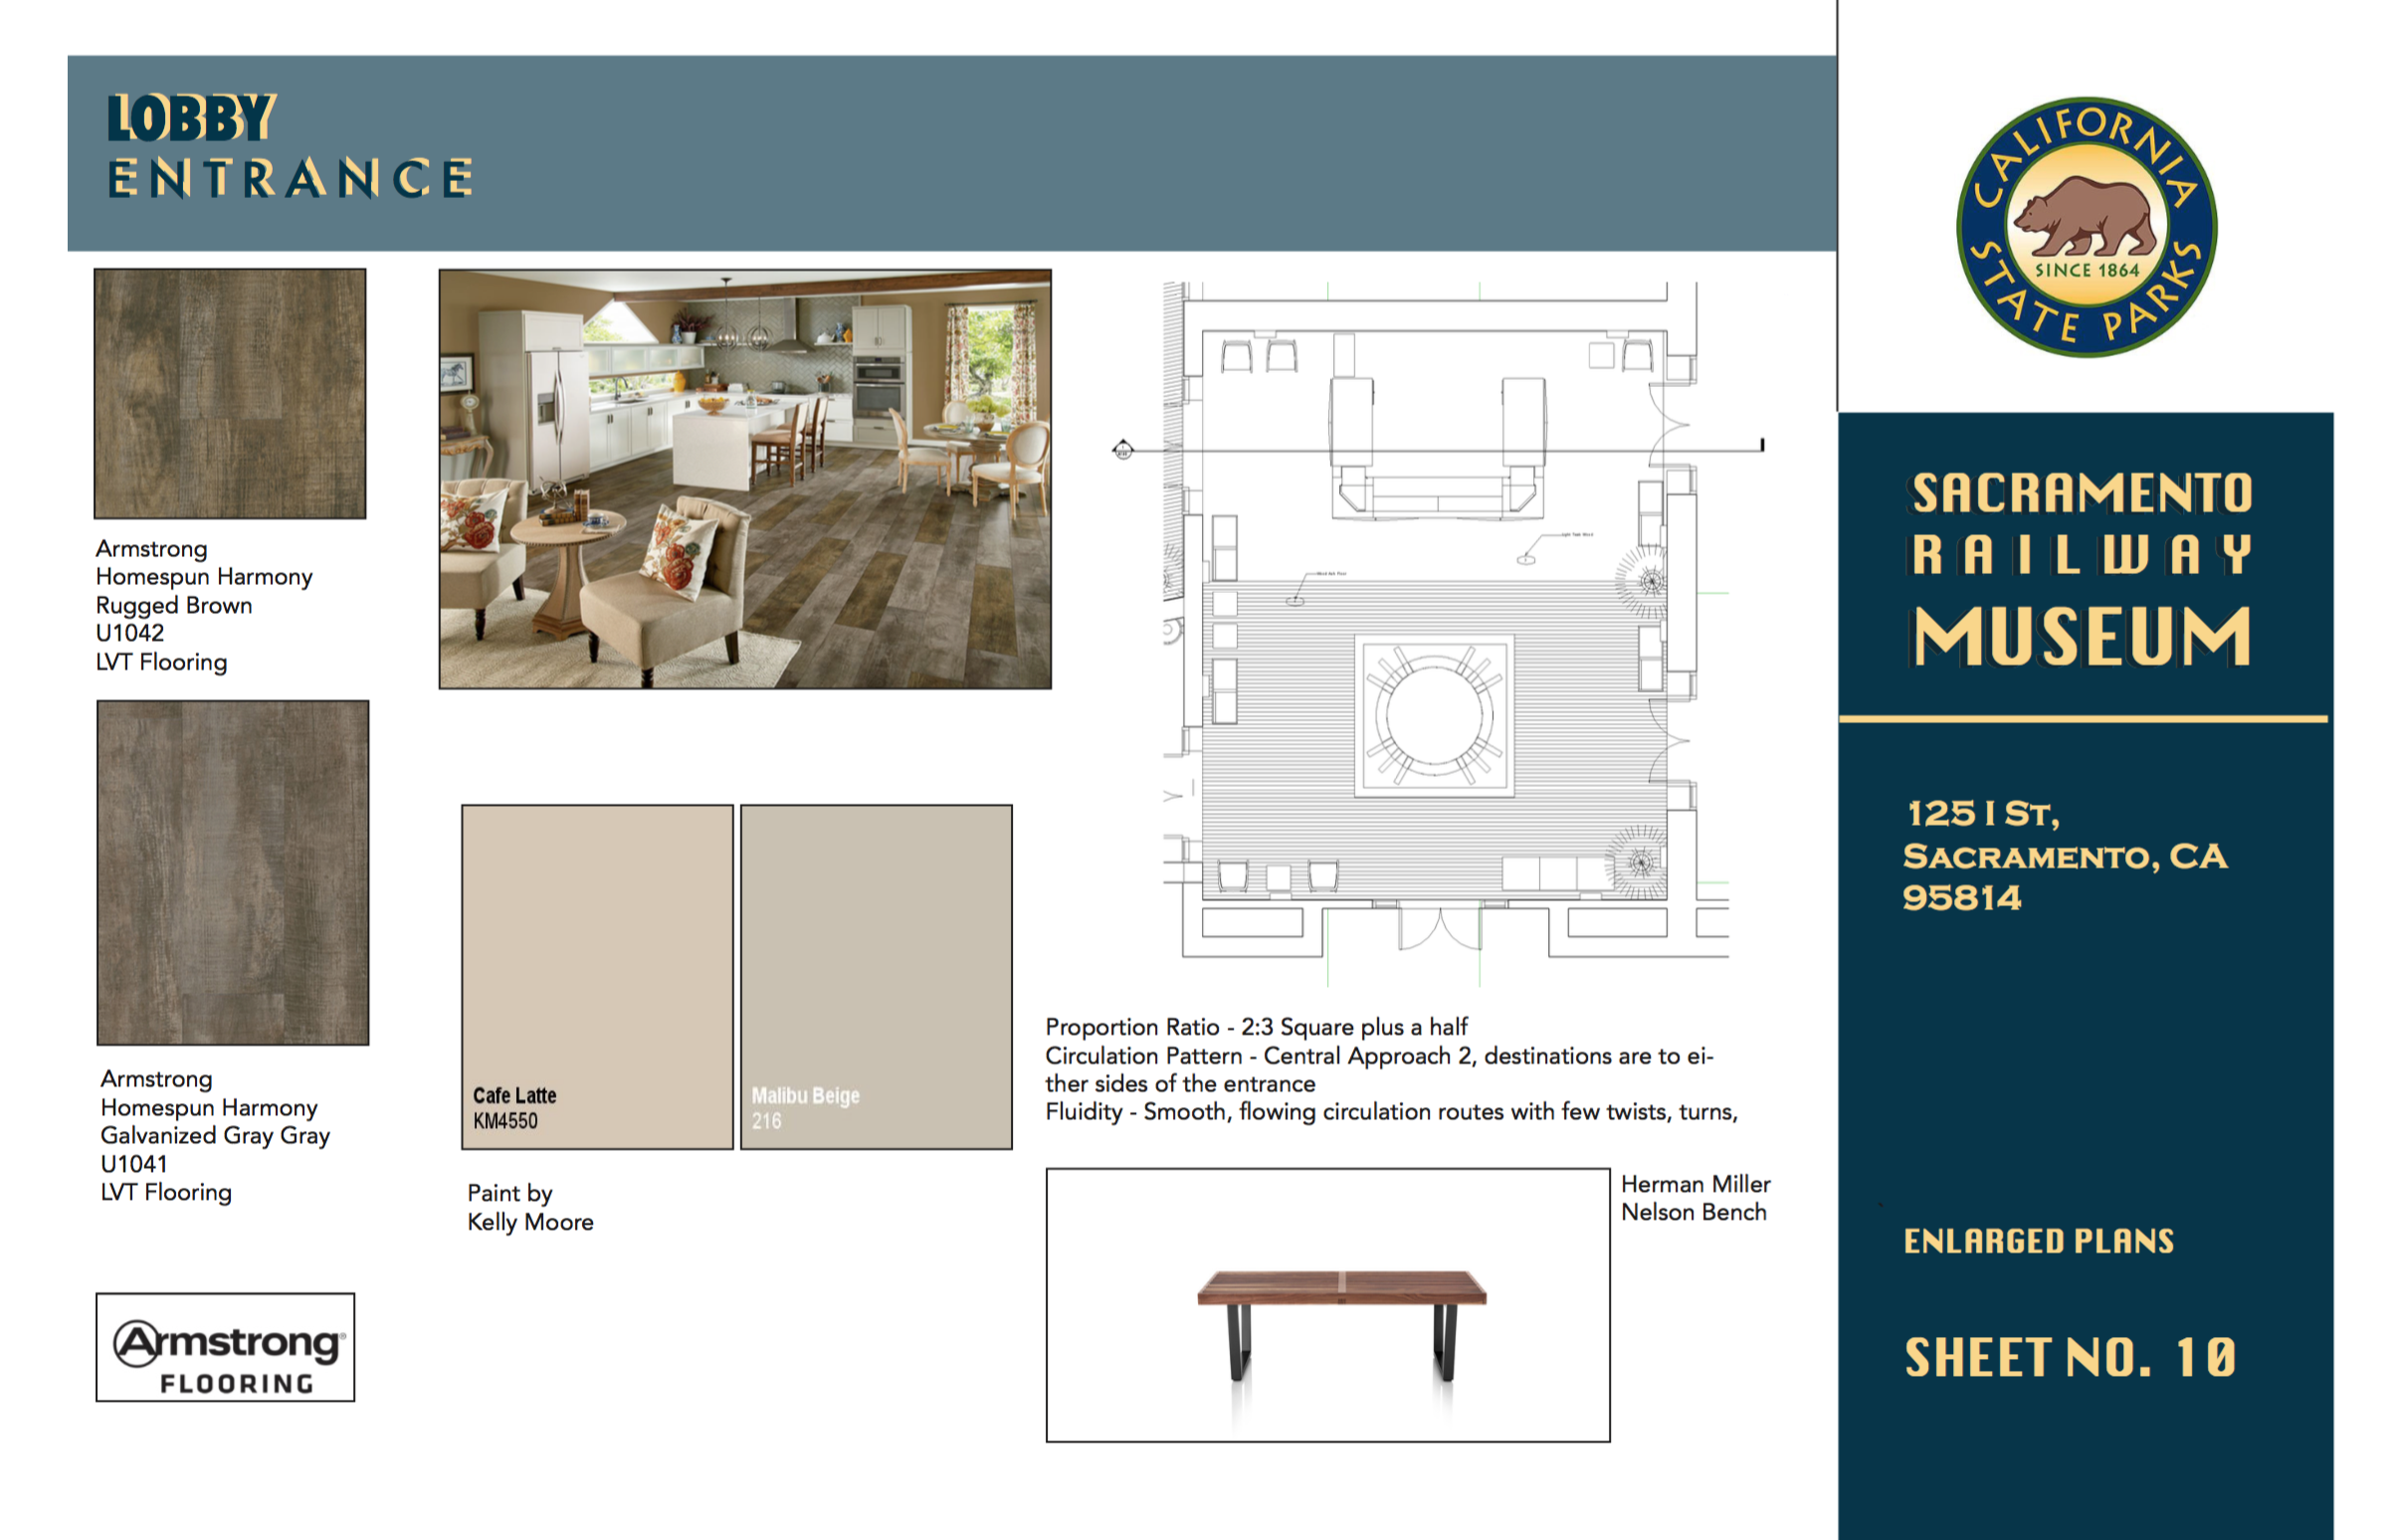 LOBBY
ENTRANCE
Armstrong
Homespun Harmony
Rugged Brown
U1042
LVT Flooring
Armstrong
Homespun Harmony
Galvanized Gray Gray
U1041
LVT Flooring
Armstrong®
FLOORING
Cafe Latte
KM4550
Malibu Beige
216
Paint by
Kelly Moore
Proportion Ratio - 2:3 Square plus a half
Circulation Pattern - Central Approach 2, destinations are to ei-
ther sides of the entrance
Fluidity - Smooth, flowing circulation routes with few twists, turns,
Herman Miller
Nelson Bench
CALIFORNIA
STATE PARKS
SINCE 1864
SACRAMENTO
RAILWAY
MUSEUM
125 I St,
Sacramento, CA
95814
ENLARGED PLANS
SHEET NO. 10